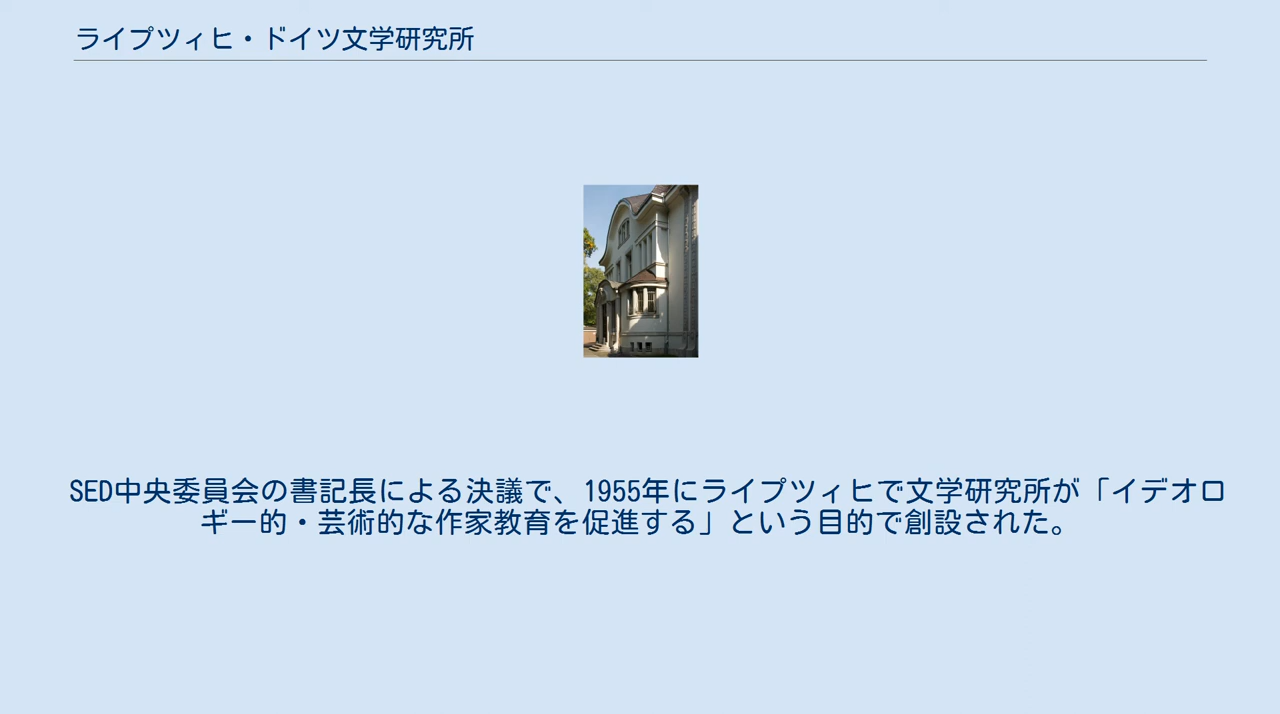 ライプツィヒ・ドイツ文学研究所
SED中央委員会の書記長による決議で、1955年にライプツィヒで文学研究所が「イデオロ
ギー的・芸術的な作家教育を促進する」という目的で創設された。